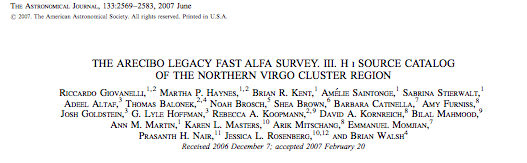 THE ASTRONOMICAL JOURNAL, 133:2569–2583, 2007 June
© 2007. The American Astronomical Society. All rights reserved. Printed in U.S.A.
THE ARECIBO LEGACY FAST ALFA SURVEY. III. H I SOURCE CATALOG
OF THE NORTHERN VIRGO CLUSTER REGION
RICCARDO GIOVANELLI,1,2 MARTHA P. HAYNES,1,2 BRIAN R. KENT,1 AMÉLIE SAINTONGE,1 SABRINA STIERWALT,1
ADEEL ALTAF,3 THOMAS BALONEK,2,4 NOAH BROSCH,5 SHEA BROWN,6 BARBARA CATINELLA,7 AMY FURNISS,8
JOSH GOLDSTEIN,3 G. LYLE HOFFMAN,3 REBECCA A. KOOPMANN,2,9 DAVID A. KORNREICH,8 BILAL MAHMOOD,9
ANN M. MARTIN,1 KAREN L. MASTERS,10 ARIK MITSCHANG,8 EMMANUEL MOMJIAN,7
PRASANTH H. NAIR,11 JESSICA L. ROSENBERG,10,12 AND BRIAN WALSH4
Received 2006 December 7; accepted 2007 February 20